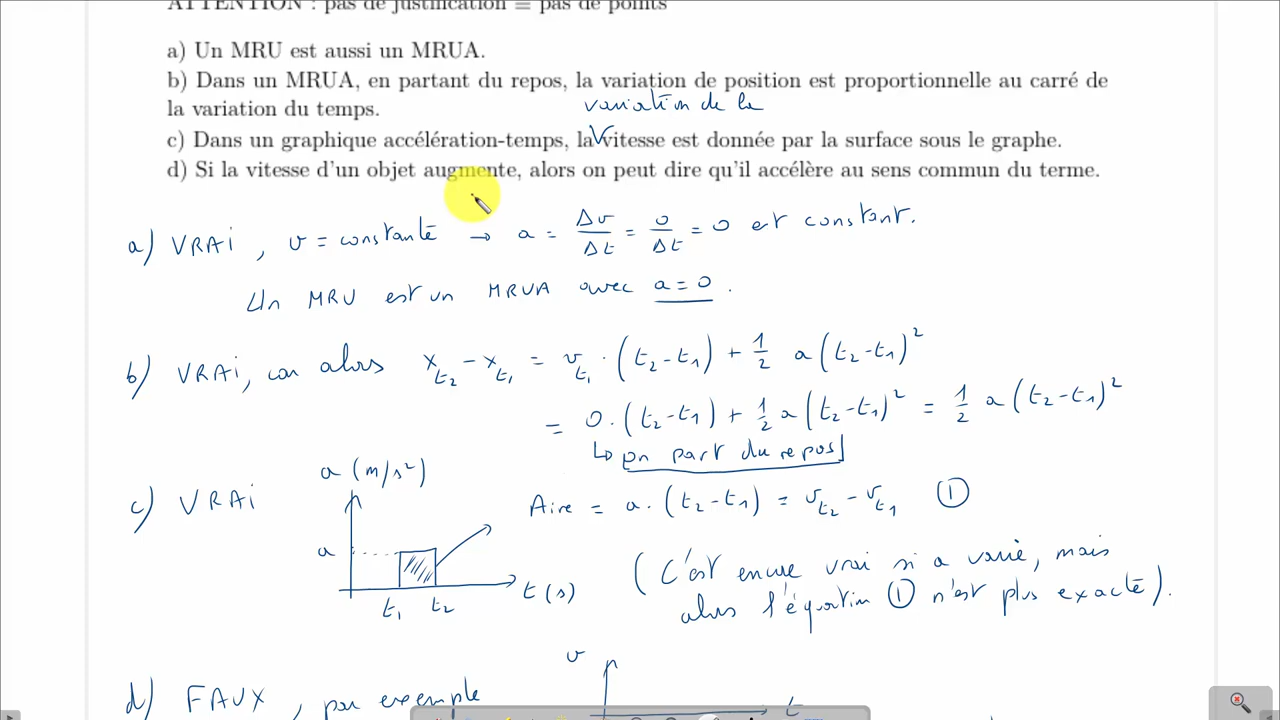 ATTENTION : pas de justification = pas de points
a) Un MRU est aussi un MRUA.
b) Dans un MRUA, en partant du repos, la variation de position est proportionnelle au carré de
la variation du temps.
variation de la
c) Dans un graphique accélération-temps, la vitesse est donnée par la surface sous le graphe.
d) Si la vitesse d'un objet augmente, alors on peut dire qu'il accélère au sens commun du terme.
a) VRAI, v = constante → a = Δv/Δt = 0/Δt = 0 est constant.
Un MRU est un MRUA avec a = 0.
b) VRAI, car alors x_t2 - x_t1 = v_t1 · (t2 - t1) + 1/2 a (t2 - t1)²
= 0 · (t2 - t1) + 1/2 a (t2 - t1)² = 1/2 a (t2 - t1)²
↳ on part du repos
a (m/s²)
c) VRAI
Aire = a · (t2 - t1) = v_t2 - v_t1 ①
a
t (s)
t1 t2
(C'est encore vrai si a varie, mais
alors l'équation ① n'est plus exacte).
v
d) FAUX, par exemple
t